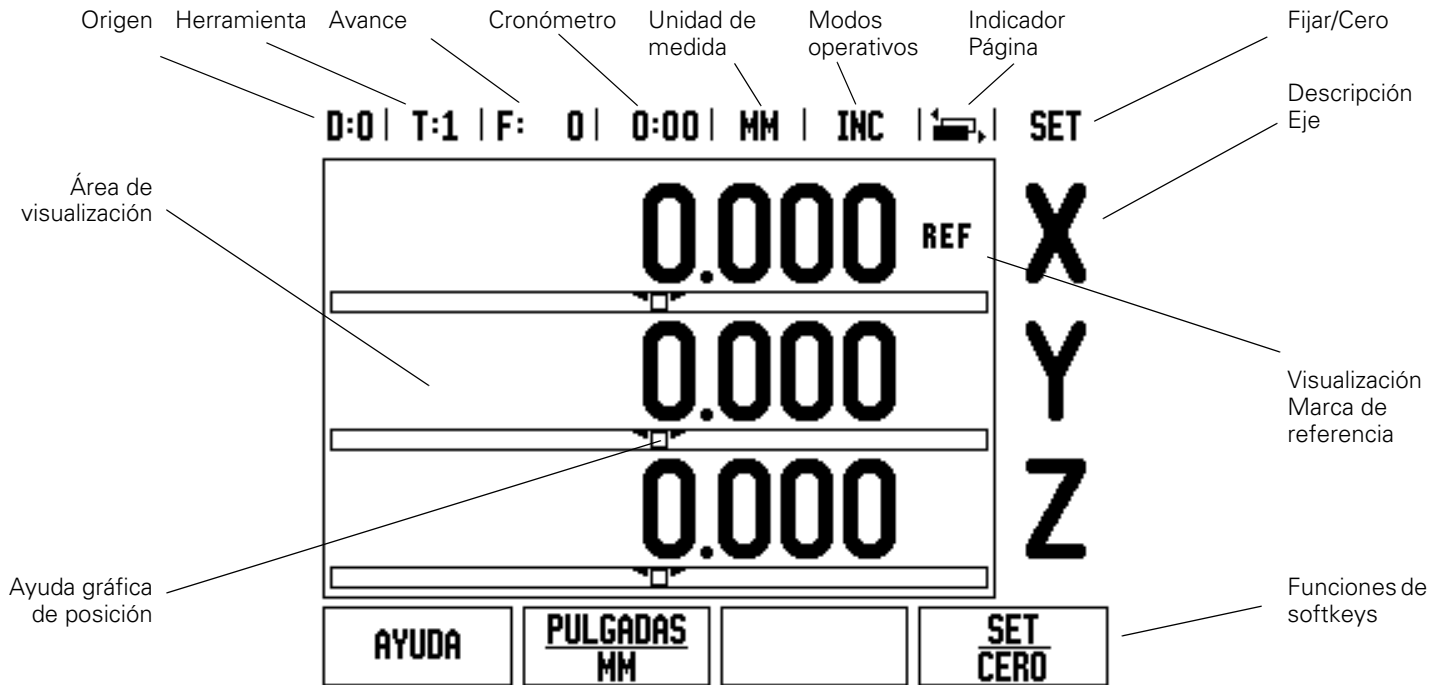 Origen
Herramienta
Avance
Cronómetro
Unidad de
medida
Modos
operativos
Indicador
Página
Fijar/Cero
D:0 | T:1 | F: 0 | 0:00 | MM | INC | | SET
Descripción
Eje
Área de
visualización
0.000 REF X
0.000 Y
Visualización
Marca de
referencia
0.000 Z
Ayuda gráfica
de posición
Funciones de
softkeys
AYUDA
PULGADAS
MM
SET
CERO